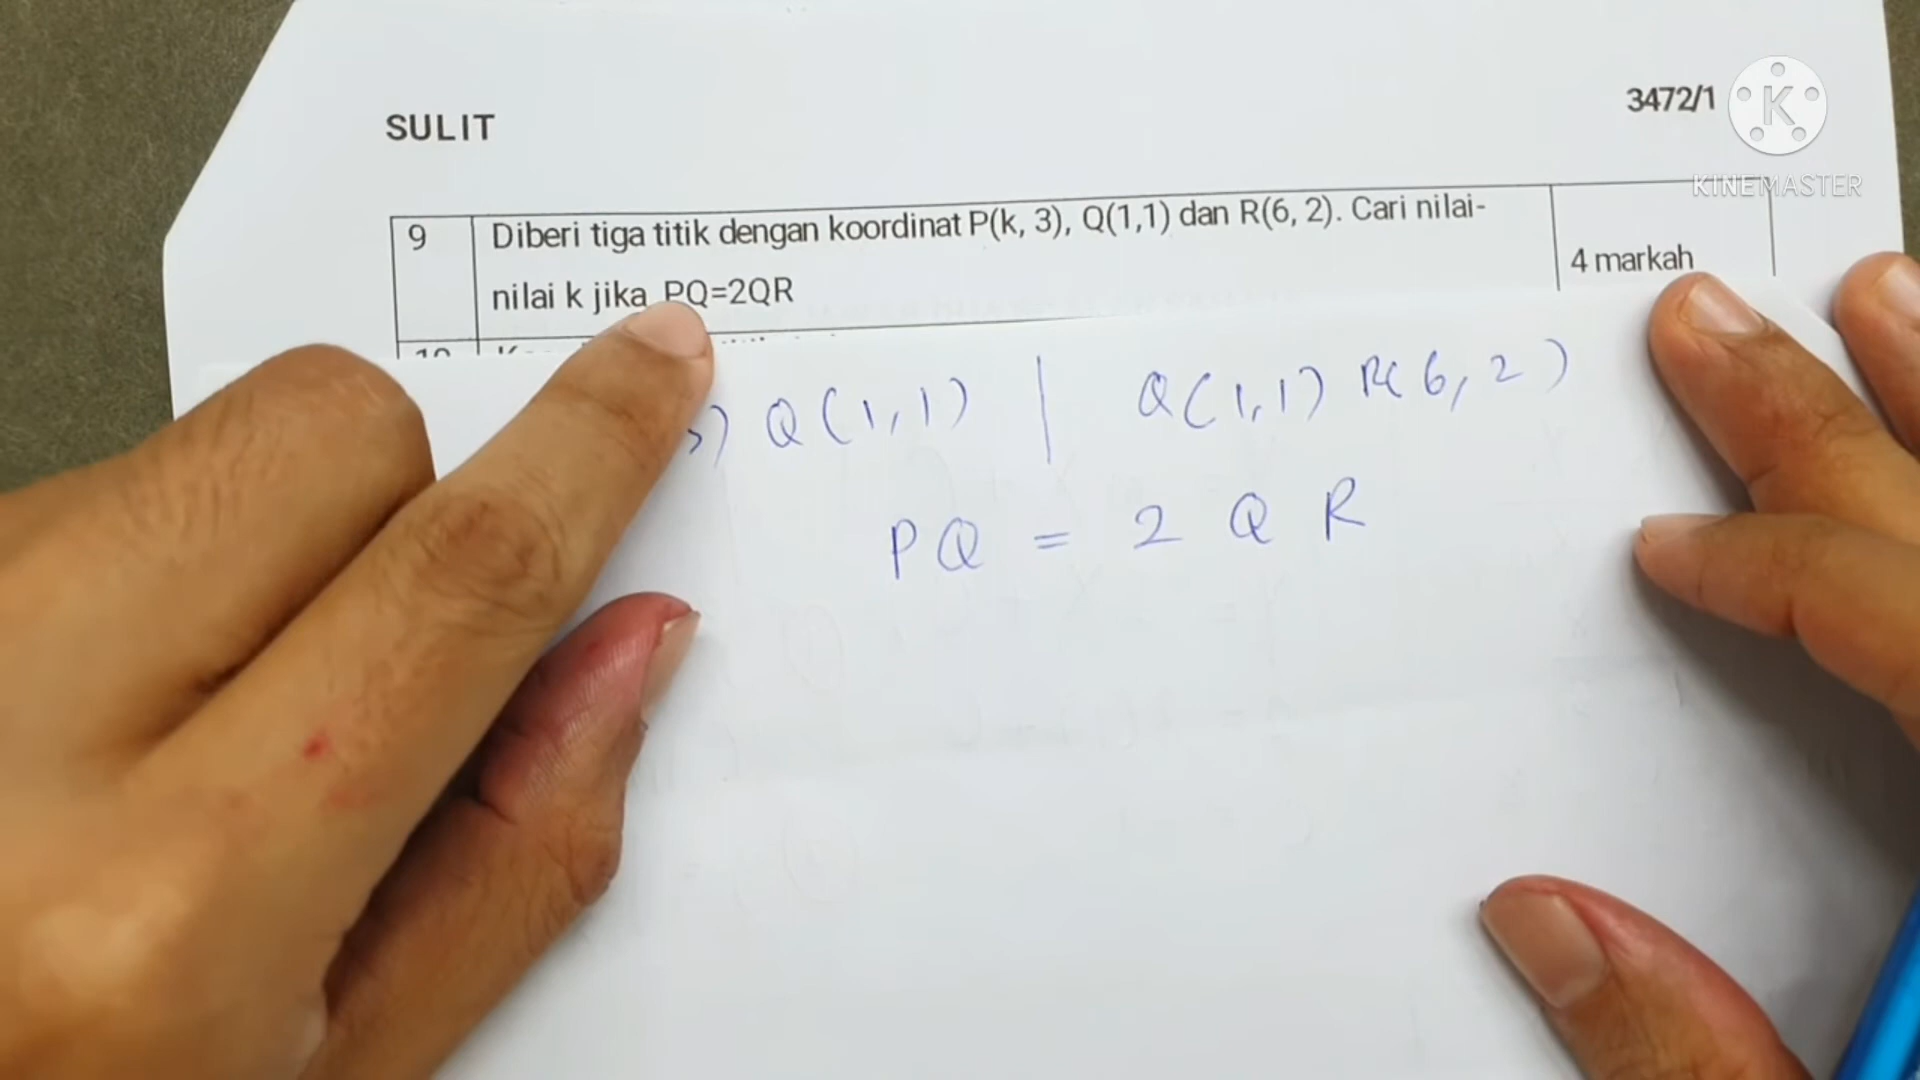 SULIT
3472/1
K
KINEMASTER
9
Diberi tiga titik dengan koordinat P(k, 3), Q(1,1) dan R(6, 2). Cari nilai-
nilai k jika PQ=2QR
4 markah
) Q(1,1) | Q(1,1) R(6,2)
PQ = 2 Q R